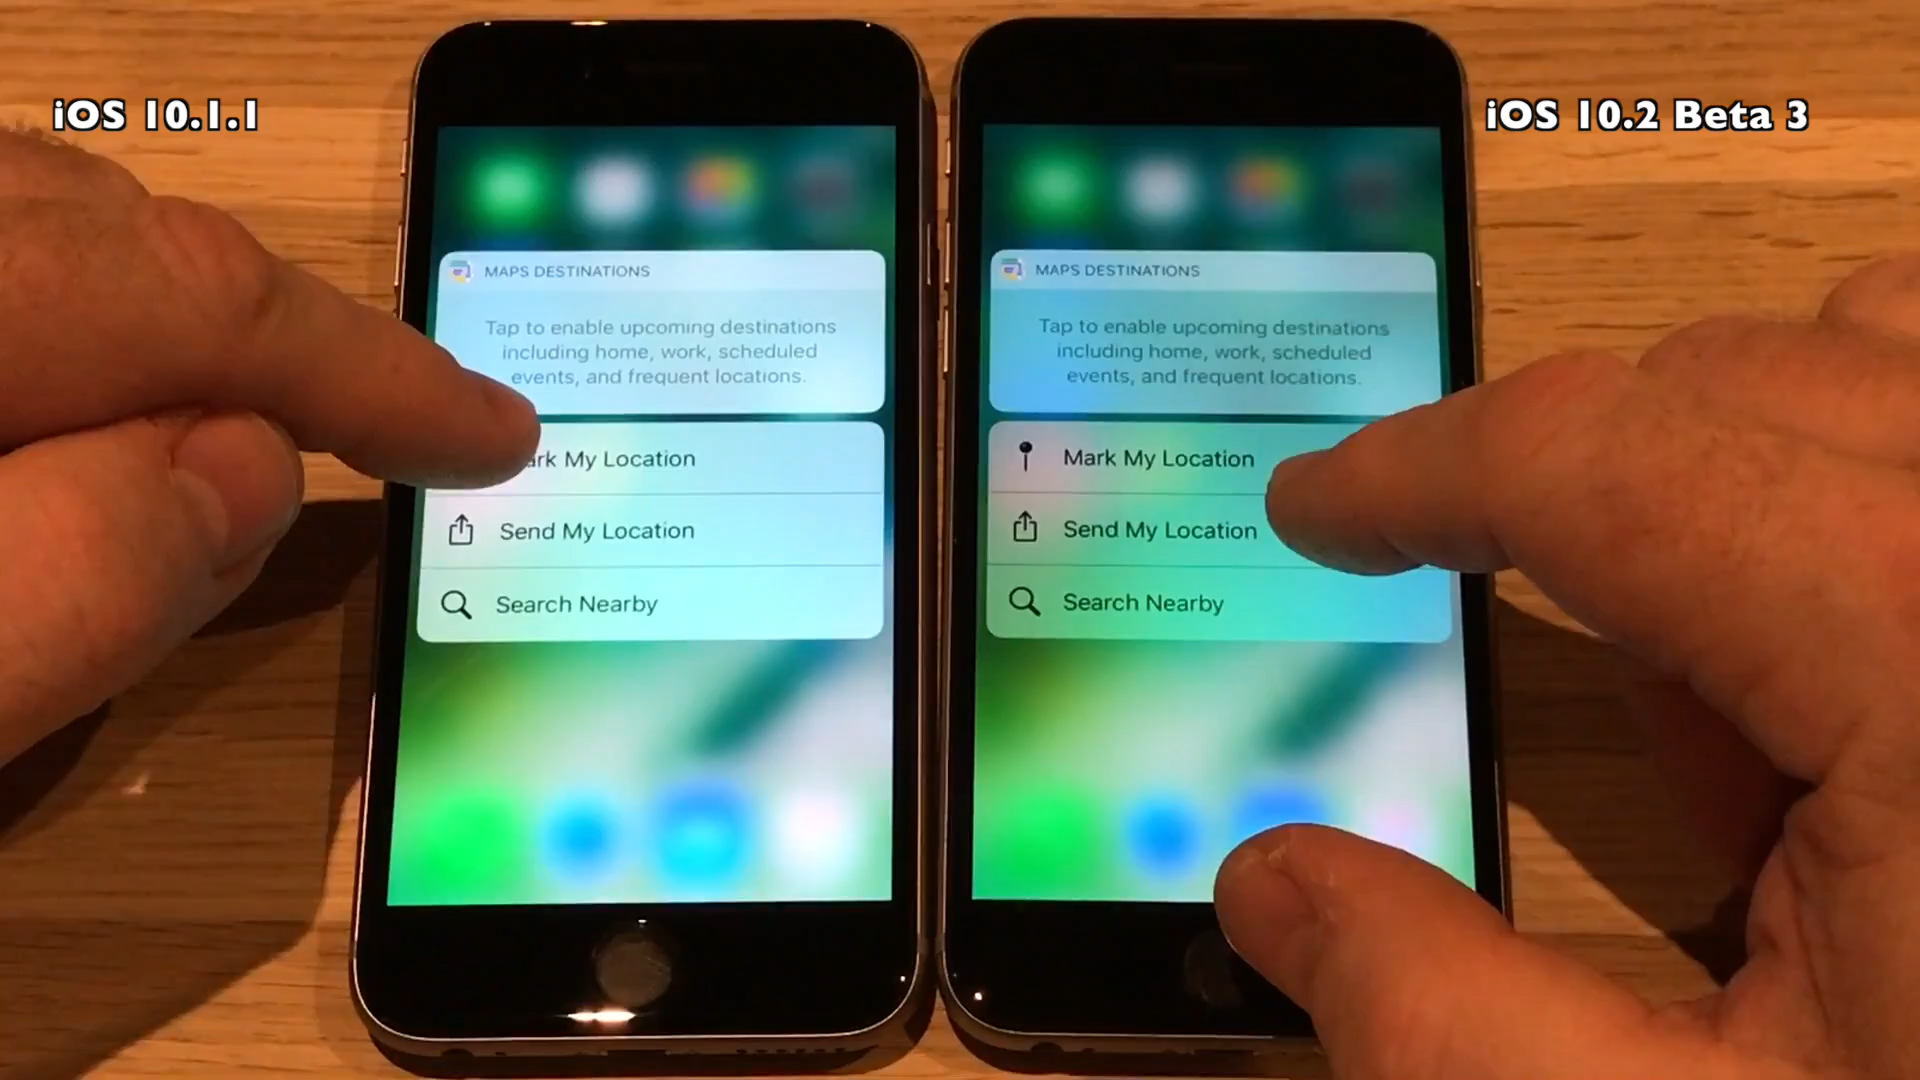 iOS 10.1.1
iOS 10.2 Beta 3
MAPS DESTINATIONS
Tap to enable upcoming destinations
including home, work, scheduled
events, and frequent locations.
My Location
Send My Location
Search Nearby
MAPS DESTINATIONS
Tap to enable upcoming destinations
including home, work, scheduled
events, and frequent locations.
Mark My Location
Send My Location
Search Nearby